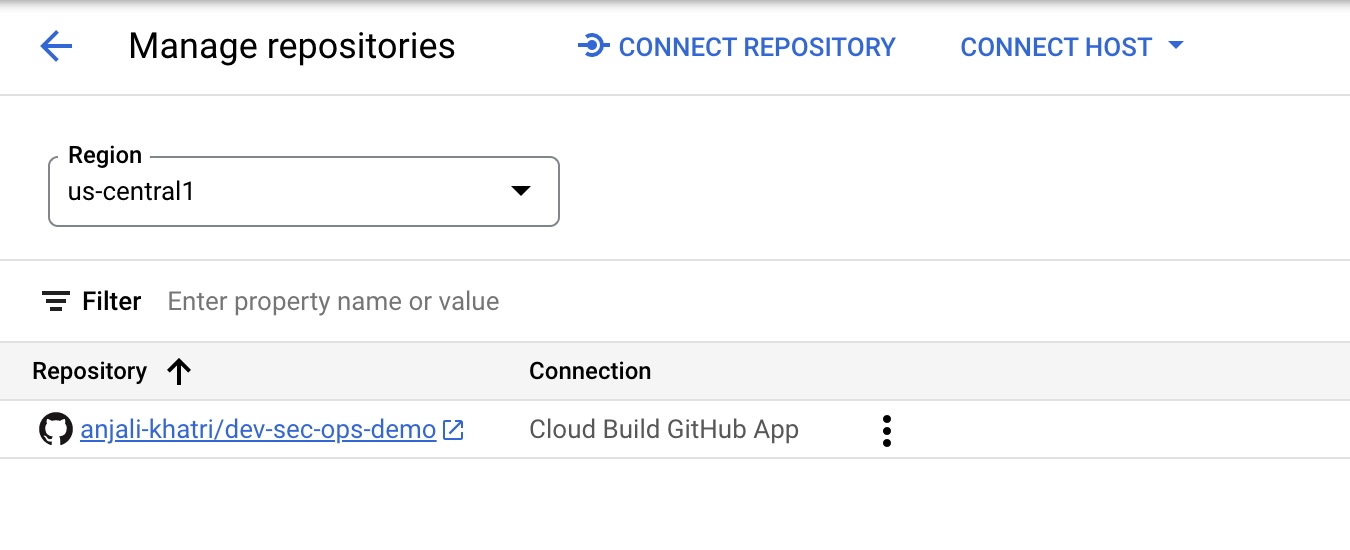 Manage repositories CONNECT REPOSITORY CONNECT HOST
Region
us-central1
Filter Enter property name or value
Repository Connection
anjali-khatri/dev-sec-ops-demo Cloud Build GitHub App